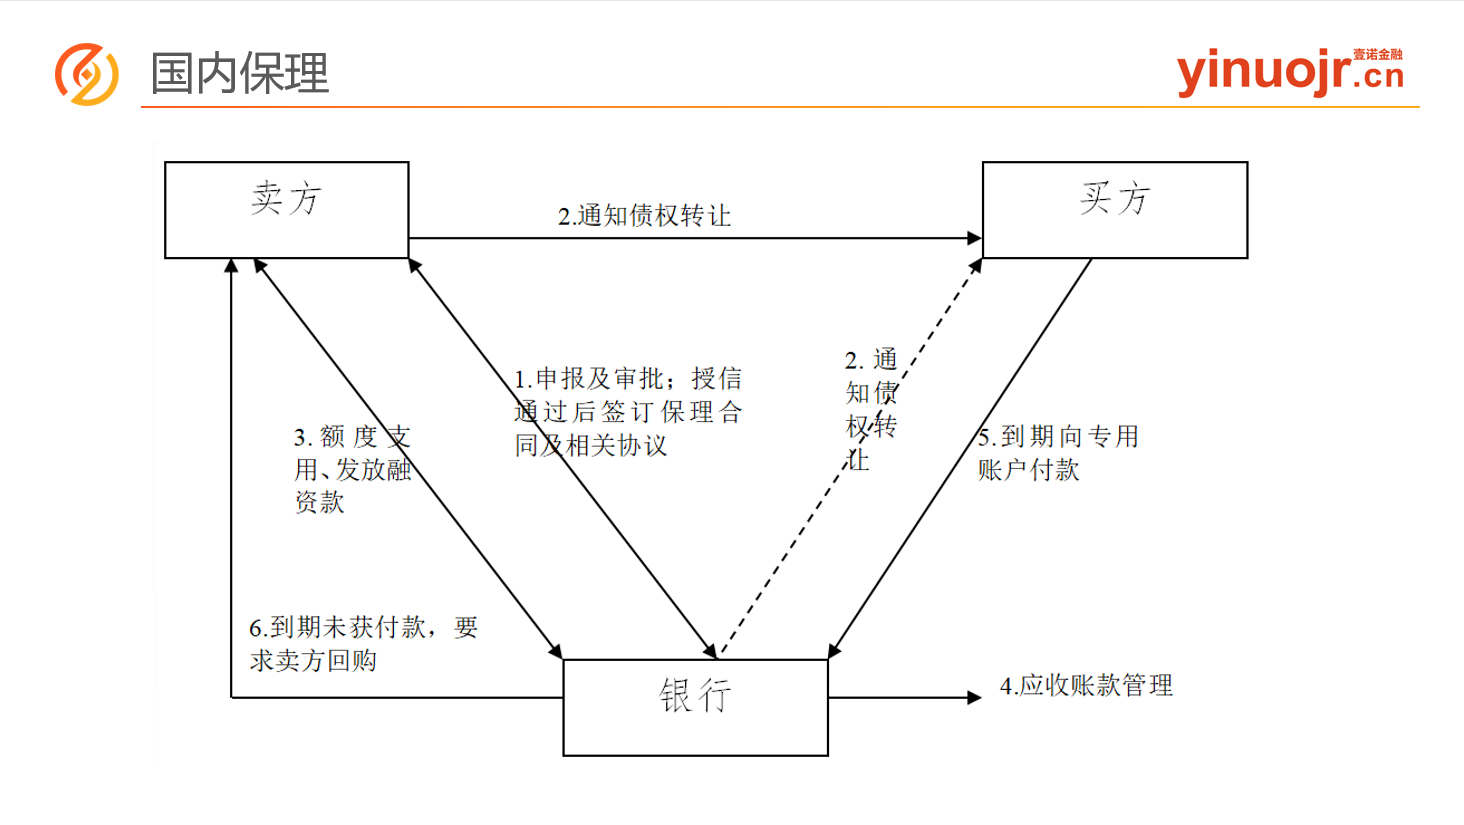 国内保理
壹诺金融
yinuojr.cn
卖方
买方
2.通知债权转让
1.申报及审批；授信
通过后签订保理合
同及相关协议
2. 通
知债
权转
让
3. 额度支
用、发放融
资款
5.到期向专用
账户付款
6.到期未获付款，要
求卖方回购
银行
4.应收账款管理